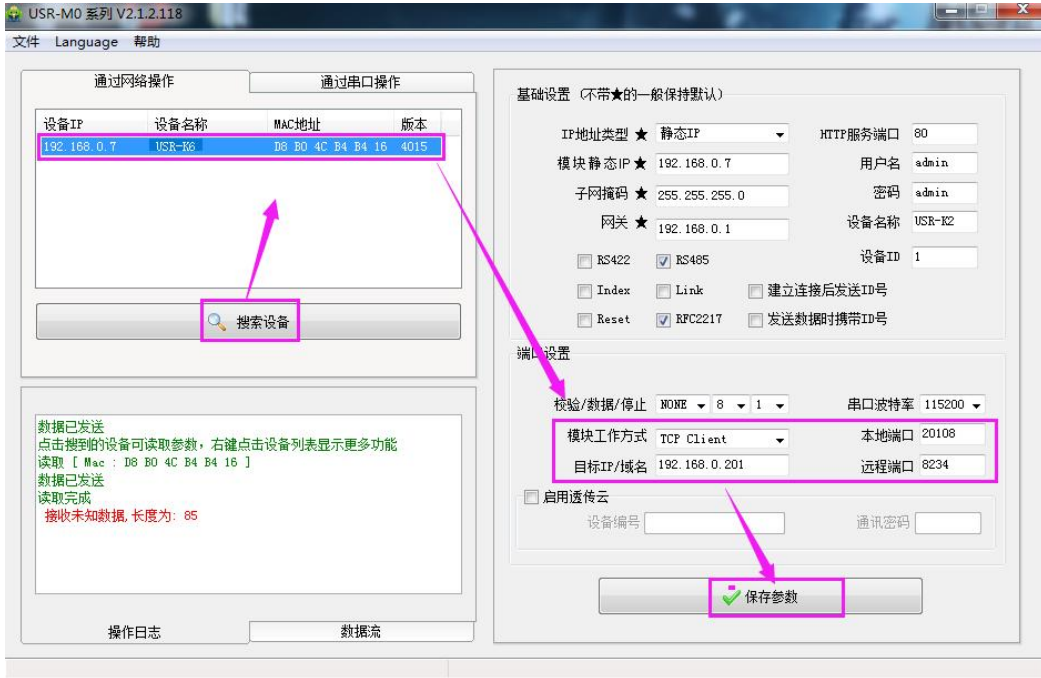 USR-M0 系列 V2.1.2.118
文件 Language 帮助
通过网络操作 通过串口操作
设备IP 设备名称 MAC地址 版本
192.168.0.7 USR-K6 D8 B0 4C B4 B4 16 4015
搜索设备
数据已发送
点击搜到的设备可读取参数，右键点击设备列表显示更多功能
读取 [ Mac : D8 B0 4C B4 B4 16 ]
数据已发送
读取完成
接收未知数据,长度为: 85
操作日志 数据流
基础设置 (不带★的一般保持默认)
IP地址类型 ★ 静态IP HTTP服务端口 80
模块静态IP ★ 192.168.0.7 用户名 admin
子网掩码 ★ 255.255.255.0 密码 admin
网关 ★ 192.168.0.1 设备名称 USR-K2
RS422 RS485 设备ID 1
Index Link 建立连接后发送ID号
Reset RFC2217 发送数据时携带ID号
端口设置
校验/数据/停止 NONE 8 1 串口波特率 115200
模块工作方式 TCP Client 本地端口 20108
目标IP/域名 192.168.0.201 远程端口 8234
启用透传云
设备编号 通讯密码
保存参数